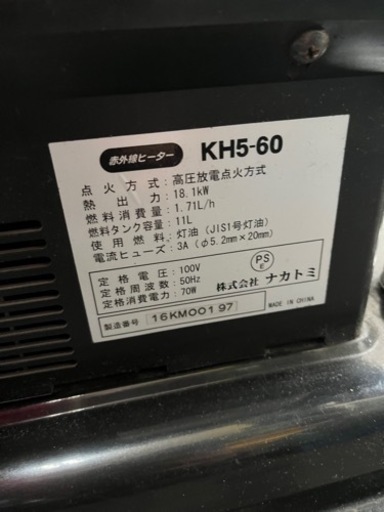 赤外線ヒーター KH5-60
点火方式:高圧放電点火方式
熱出力:18.1kW
燃料消費量:1.71L/h
燃料タンク容量:11L
使用燃料:灯油(JIS1号灯油)
電流ヒューズ:3A(φ5.2mm×20mm)
定格電圧:100V
定格周波数:50Hz
定格消費電力:70W
PS
E
株式会社 ナカトミ
製造番号 16KM00197
MADE IN CHINA